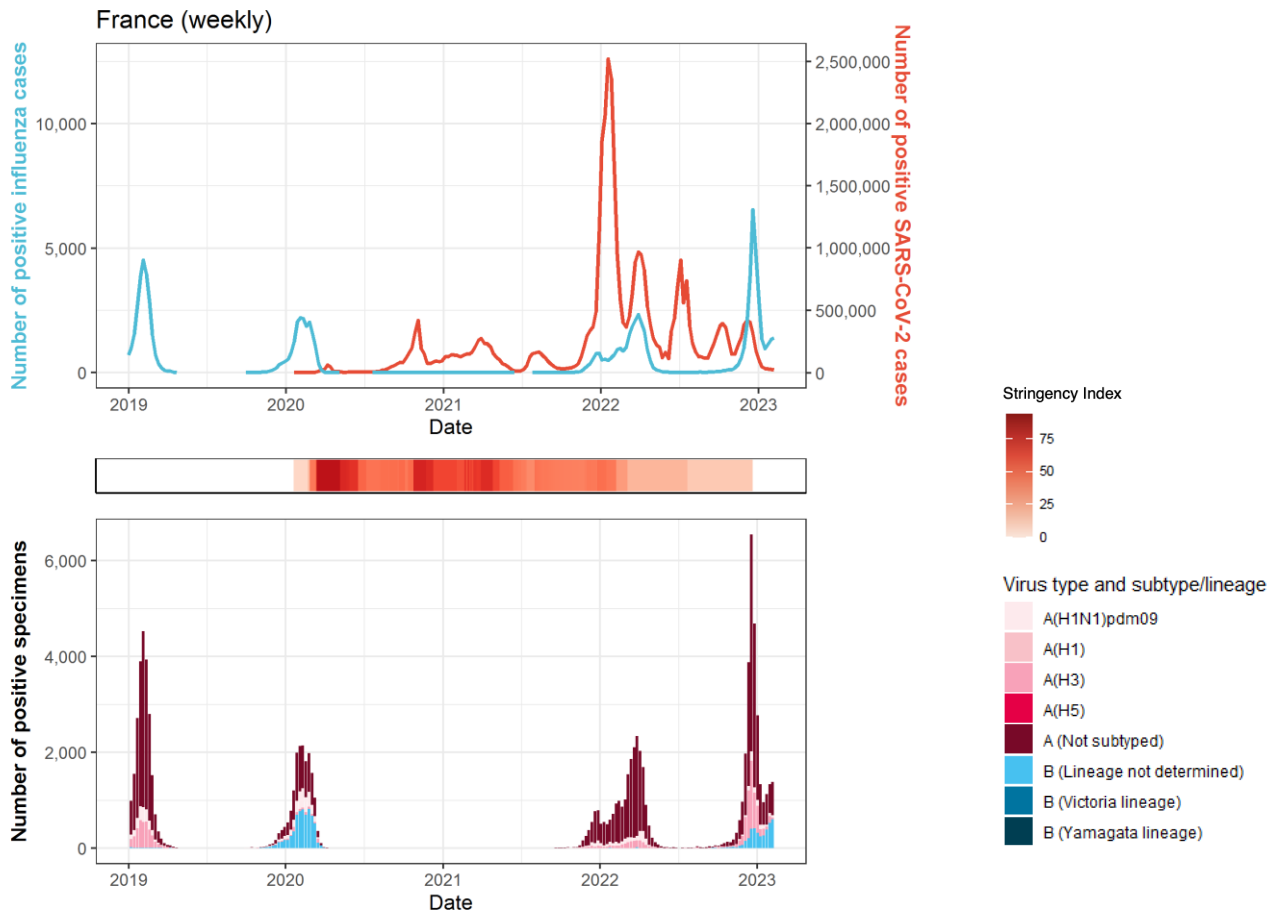 France (weekly)
Number of positive influenza cases
10,000
5,000
0
2,500,000
2,000,000
1,500,000
1,000,000
500,000
0
Number of positive SARS-CoV-2 cases
2019
2020
2021
2022
2023
Date
Stringency Index
75
50
25
0
Number of positive specimens
6,000
4,000
2,000
0
2019
2020
2021
2022
2023
Date
Virus type and subtype/lineage
A(H1N1)pdm09
A(H1)
A(H3)
A(H5)
A (Not subtyped)
B (Lineage not determined)
B (Victoria lineage)
B (Yamagata lineage)